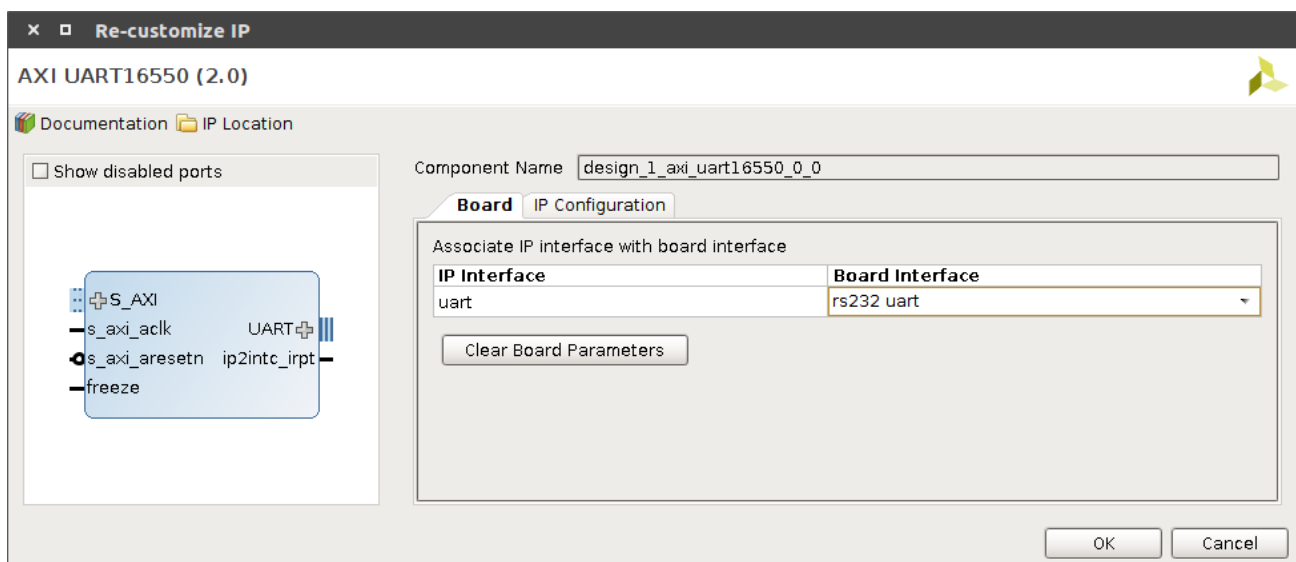 Re-customize IP
AXI UART16550 (2.0)
Documentation IP Location
Show disabled ports
S_AXI
s_axi_aclk UART
s_axi_aresetn ip2intc_irpt
freeze
Component Name design_1_axi_uart16550_0_0
Board IP Configuration
Associate IP interface with board interface
IP Interface Board Interface
uart rs232 uart
Clear Board Parameters
OK Cancel